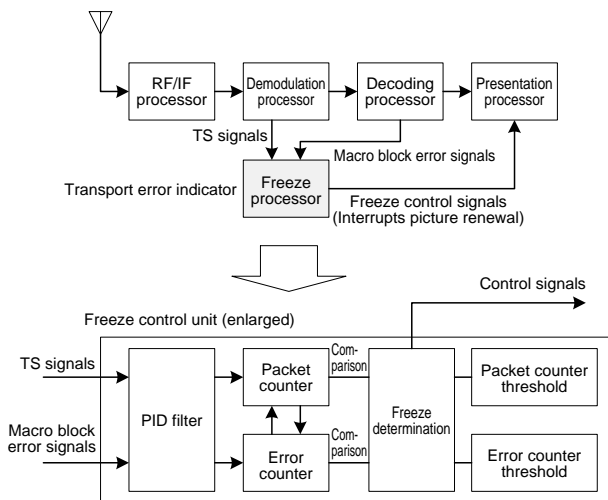 RF/IF
processor
Demodulation
processor
Decoding
processor
Presentation
processor
TS signals
Macro block error signals
Transport error indicator
Freeze
processor
Freeze control signals
(Interrupts picture renewal)
Control signals
Freeze control unit (enlarged)
TS signals
Macro block
error signals
PID filter
Packet
counter
Error
counter
Com-
parison
Com-
parison
Freeze
determination
Packet counter
threshold
Error counter
threshold